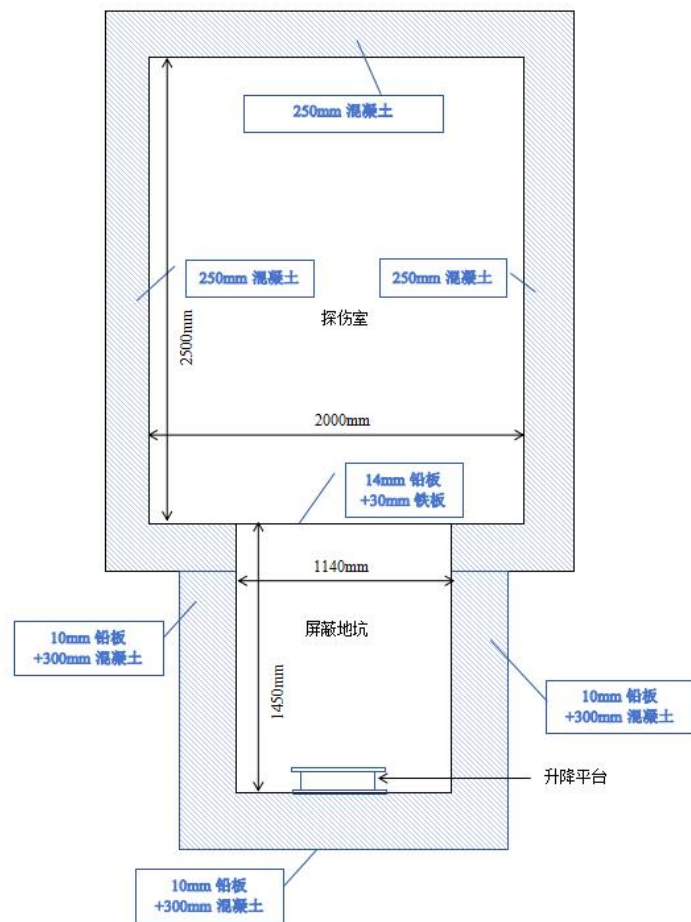 250mm 混凝土
250mm 混凝土
250mm 混凝土
探伤室
2500mm
2000mm
14mm 铅板
+30mm 铁板
1140mm
屏蔽地坑
10mm 铅板
+300mm 混凝土
1450mm
10mm 铅板
+300mm 混凝土
升降平台
10mm 铅板
+300mm 混凝土